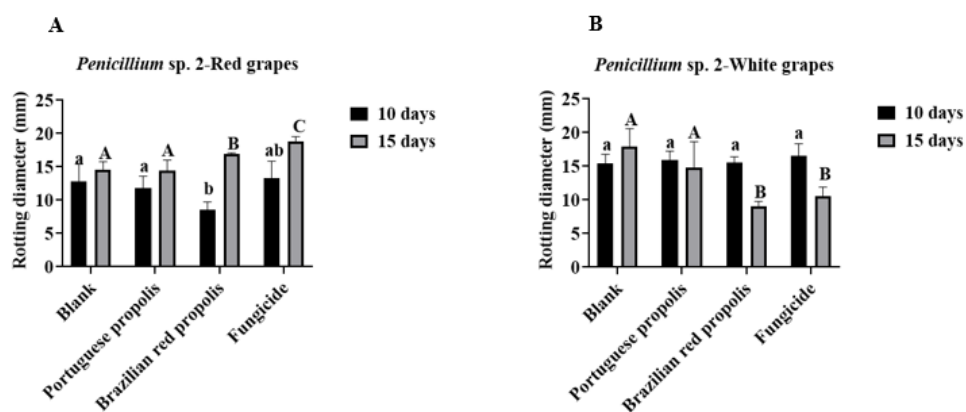 A
Penicillium sp. 2-Red grapes
Rotting diameter (mm)
25
20
15
10
5
0
a
A
a
A
b
B
ab
C
Blank
Portuguese propolis
Brazilian red propolis
Fungicide
10 days
15 days
B
Penicillium sp. 2-White grapes
Rotting diameter (mm)
25
20
15
10
5
0
a
A
a
A
a
B
a
B
Blank
Portuguese propolis
Brazilian red propolis
Fungicide
10 days
15 days